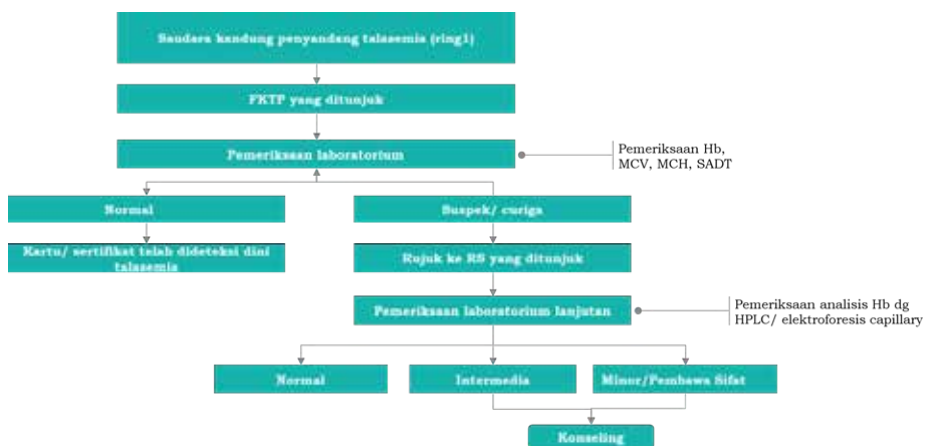 Saudara kandung penyandang talasemia (ring1)
FKTP yang ditunjuk
Pemeriksaan laboratorium
Pemeriksaan Hb,
MCV, MCH, SADT
Normal
Suspek/ curiga
Kartu/ sertifikat telah dideteksi dini
talasemia
Rujuk ke RS yang ditunjuk
Pemeriksaan laboratorium lanjutan
Pemeriksaan analisis Hb dg
HPLC/ elektroforesis capillary
Normal
Intermedia
Minor/Pembawa Sifat
Konseling